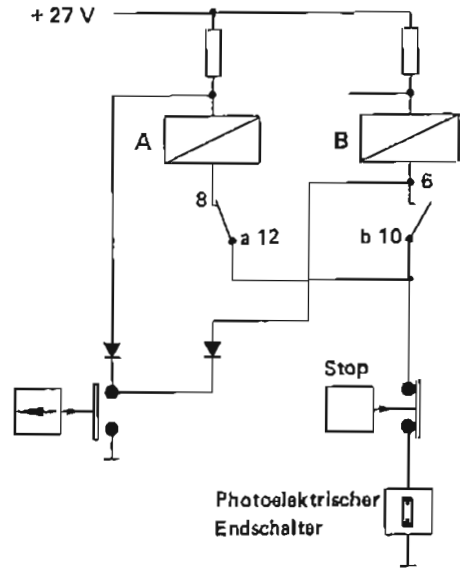 + 27 V
A
B
8
6
a 12
b 10
Stop
Photoelektrischer
Endschalter